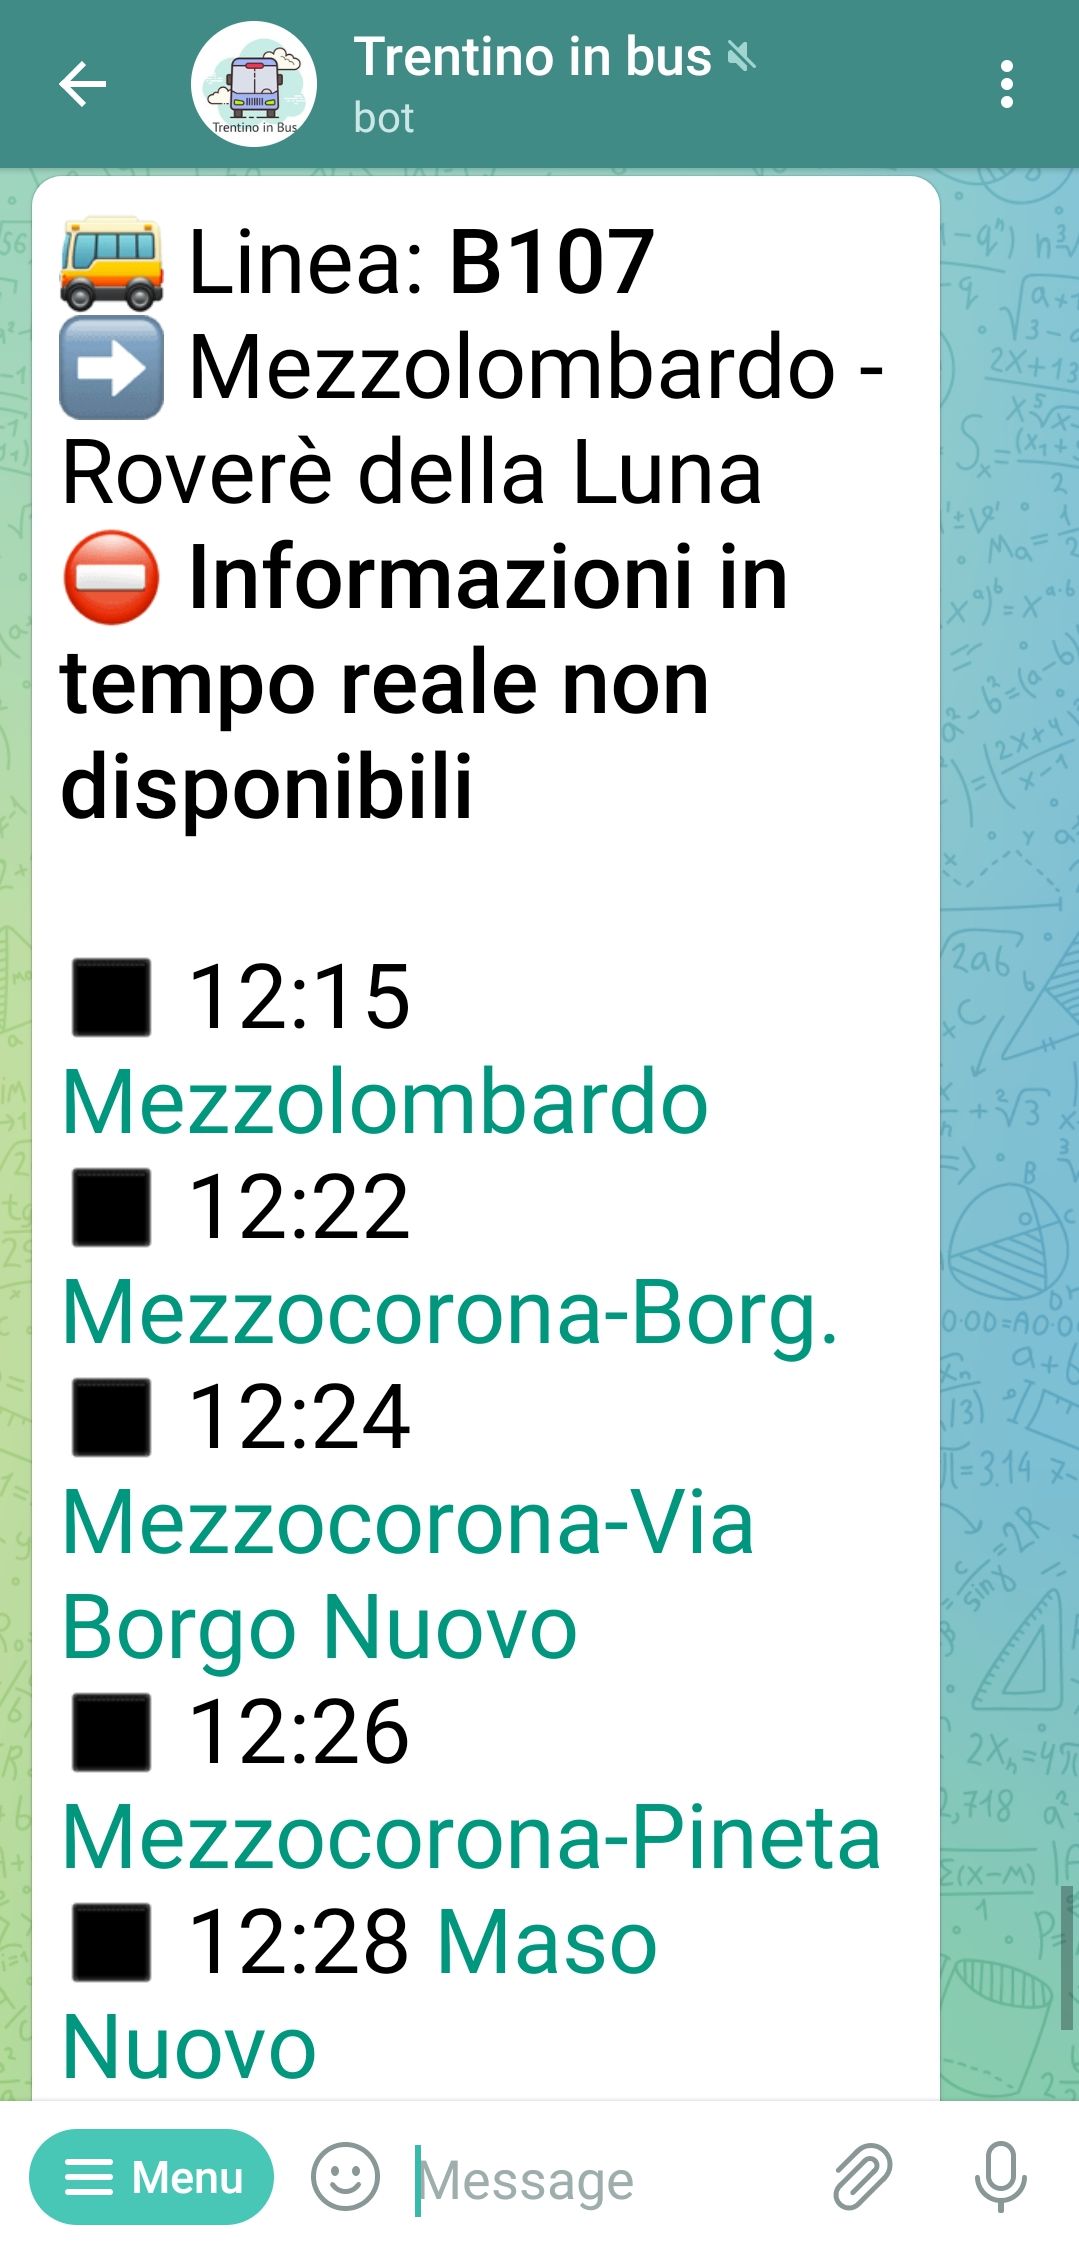 Trentino in bus
bot
Trentino in Bus
Linea: B107
Mezzolombardo -
Roverè della Luna
Informazioni in
tempo reale non
disponibili
12:15
Mezzolombardo
12:22
Mezzocorona-Borg.
12:24
Mezzocorona-Via
Borgo Nuovo
12:26
Mezzocorona-Pineta
12:28 Maso
Nuovo
Menu
Message